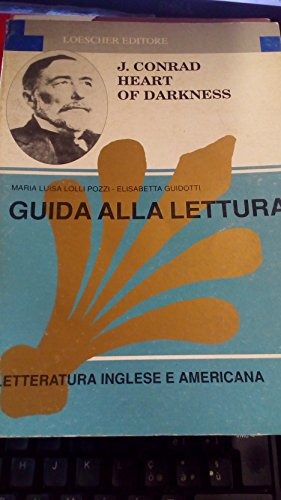 LOESCHER EDITORE
J. CONRAD
HEART
OF DARKNESS
MARIA LUISA LOLLI POZZI - ELISABETTA GUIDOTTI
GUIDA ALLA LETTURA
LETTERATURA INGLESE E AMERICANA
H
J
K
L